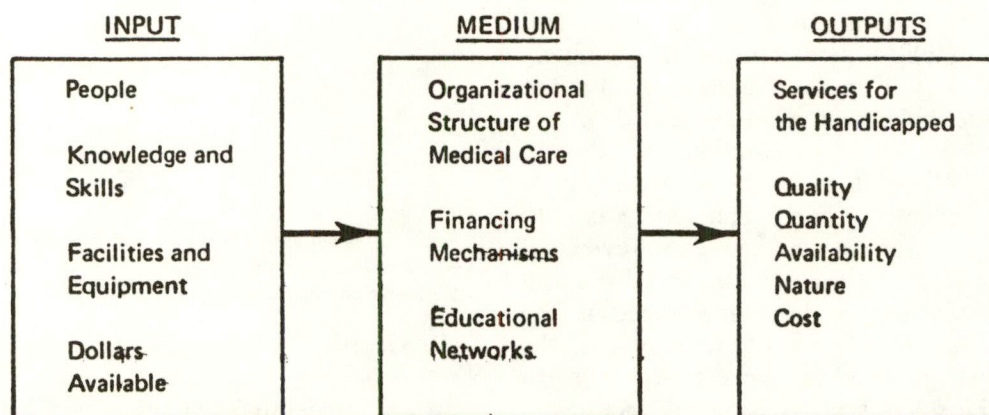 INPUT
People
Knowledge and
Skills
Facilities and
Equipment
Dollars
Available
MEDIUM
Organizational
Structure of
Medical Care
Financing
Mechanisms
Educational
Networks
OUTPUTS
Services for
the Handicapped
Quality
Quantity
Availability
Nature
Cost